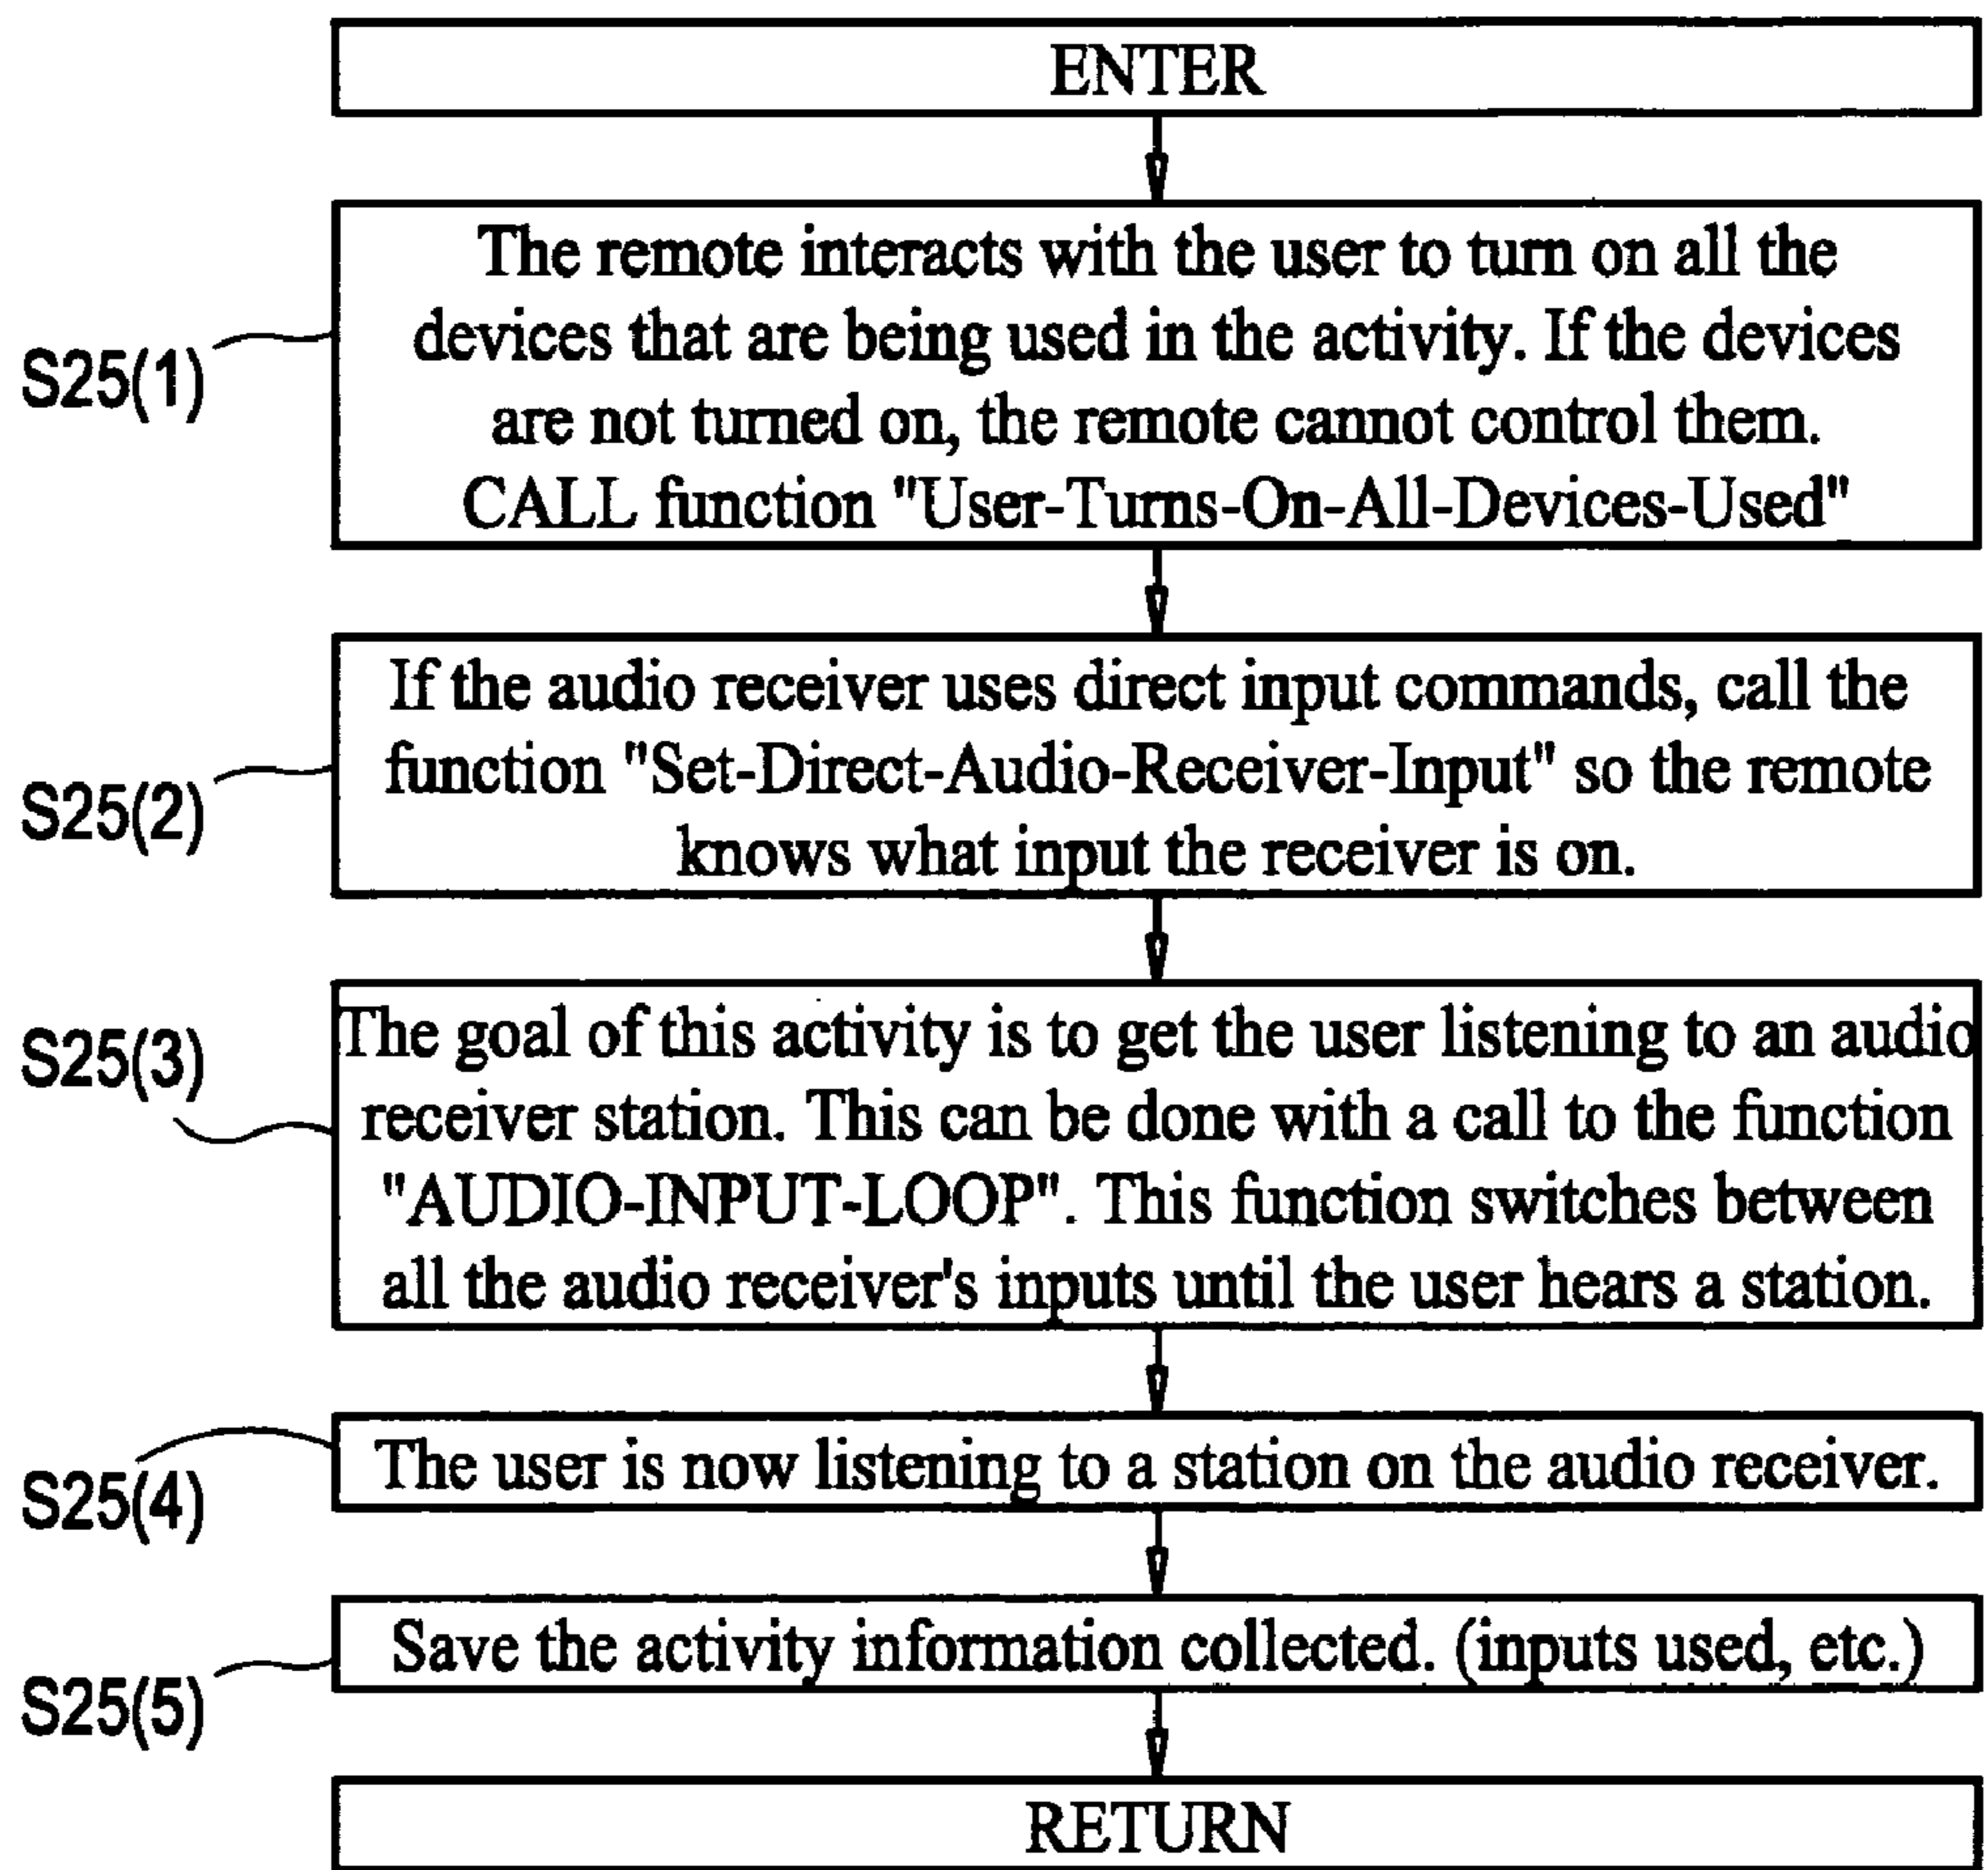 ENTER
S25(1)
The remote interacts with the user to turn on all the
devices that are being used in the activity. If the devices
are not turned on, the remote cannot control them.
CALL function "User-Turns-On-All-Devices-Used"
S25(2)
If the audio receiver uses direct input commands, call the
function "Set-Direct-Audio-Receiver-Input" so the remote
knows what input the receiver is on.
S25(3)
The goal of this activity is to get the user listening to an audio
receiver station. This can be done with a call to the function
"AUDIO-INPUT-LOOP". This function switches between
all the audio receiver's inputs until the user hears a station.
S25(4)
The user is now listening to a station on the audio receiver.
S25(5)
Save the activity information collected. (inputs used, etc.)
RETURN